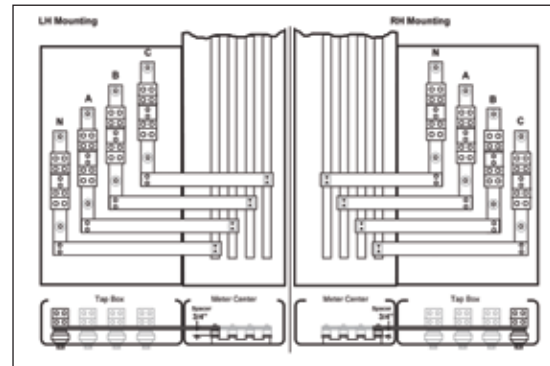 LH Mounting
RH Mounting
C
B
A
N
N
A
B
C
Tap Box
Meter Center
Spacer
3/4"
Meter Center
Tap Box
Spacer
3/4"